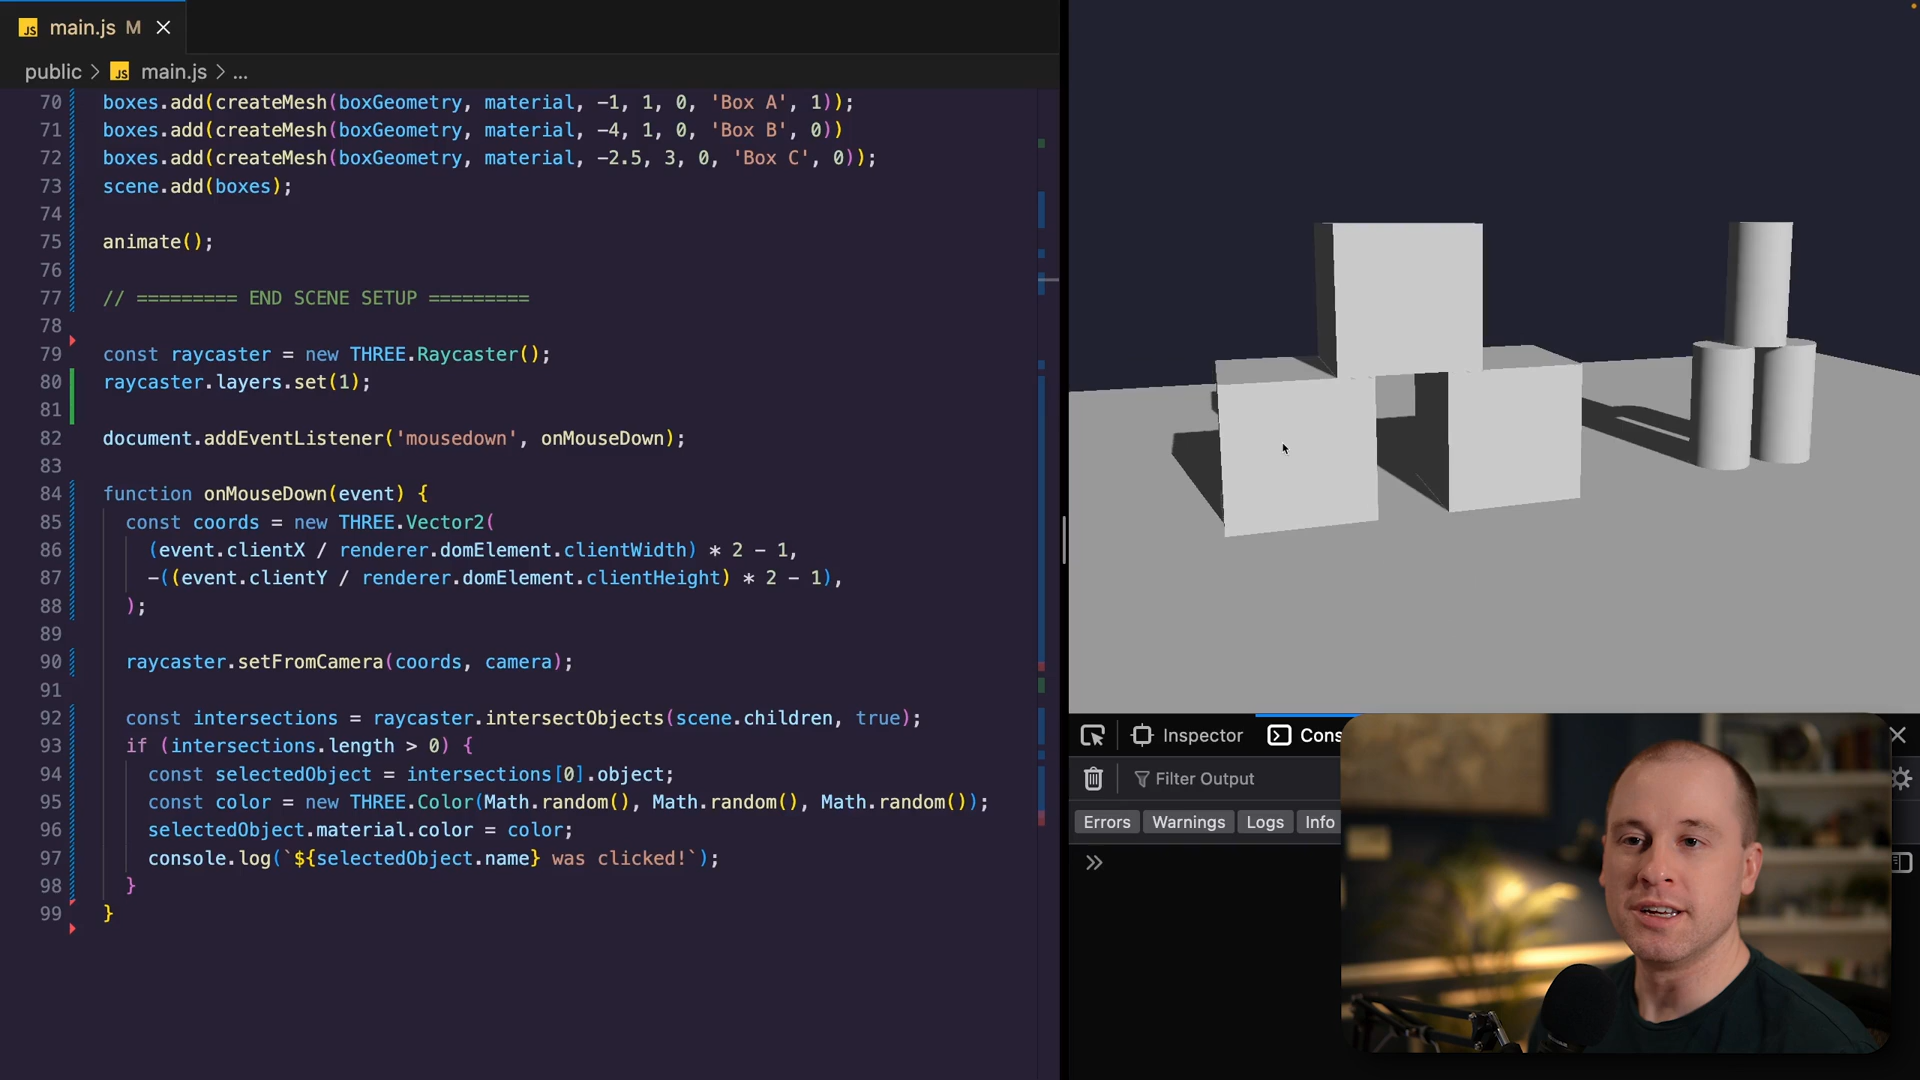 main.js M
public > main.js > ...
70 boxes.add(createMesh(boxGeometry, material, -1, 1, 0, 'Box A', 1));
71 boxes.add(createMesh(boxGeometry, material, -4, 1, 0, 'Box B', 0))
72 boxes.add(createMesh(boxGeometry, material, -2.5, 3, 0, 'Box C', 0));
73 scene.add(boxes);
74
75 animate();
76
77 // ========= END SCENE SETUP =========
78
79 const raycaster = new THREE.Raycaster();
80 raycaster.layers.set(1);
81
82 document.addEventListener('mousedown', onMouseDown);
83
84 function onMouseDown(event) {
85 const coords = new THREE.Vector2(
86 (event.clientX / renderer.domElement.clientWidth) * 2 - 1,
87 -((event.clientY / renderer.domElement.clientHeight) * 2 - 1),
88 );
89
90 raycaster.setFromCamera(coords, camera);
91
92 const intersections = raycaster.intersectObjects(scene.children, true);
93 if (intersections.length > 0) {
94 const selectedObject = intersections[0].object;
95 const color = new THREE.Color(Math.random(), Math.random(), Math.random());
96 selectedObject.material.color = color;
97 console.log(`${selectedObject.name} was clicked!`);
98 }
99 }
Inspector Cons
Filter Output
Errors Warnings Logs Info